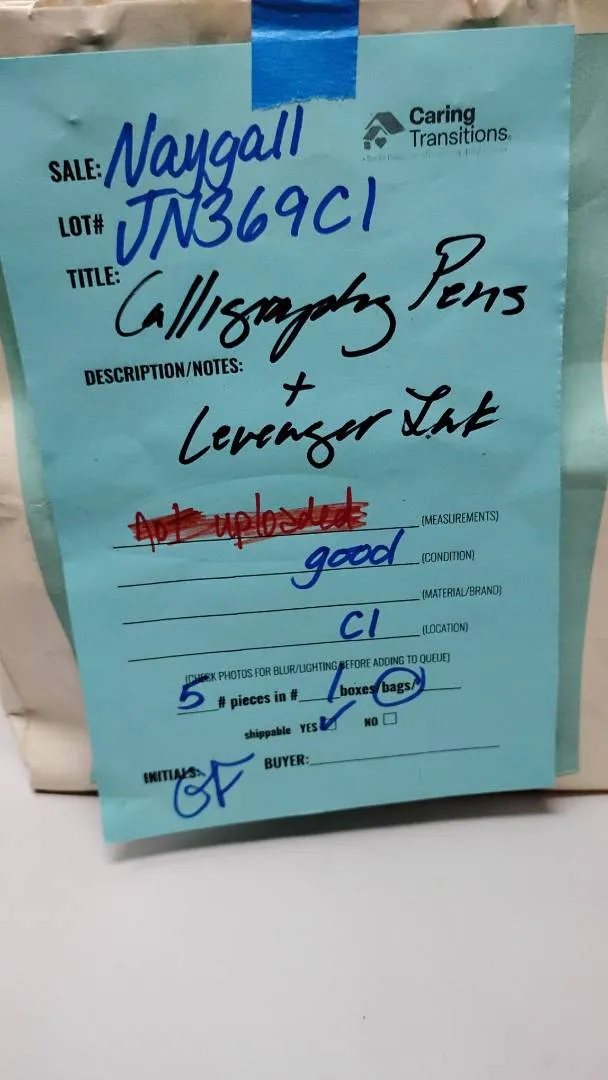 Caring
Transitions
SALE: Naygall
LOT# JN369C1
TITLE: Calligraphy Pens
DESCRIPTION/NOTES: +
Levenger Ink
not uploaded (MEASUREMENTS)
good (CONDITION)
(MATERIAL/BRAND)
C1 (LOCATION)
(CHECK PHOTOS FOR BLUR/LIGHTING BEFORE ADDING TO QUEUE)
5 # pieces in # 1 boxes/bags/
shippable YES NO
INITIALS: GF BUYER: